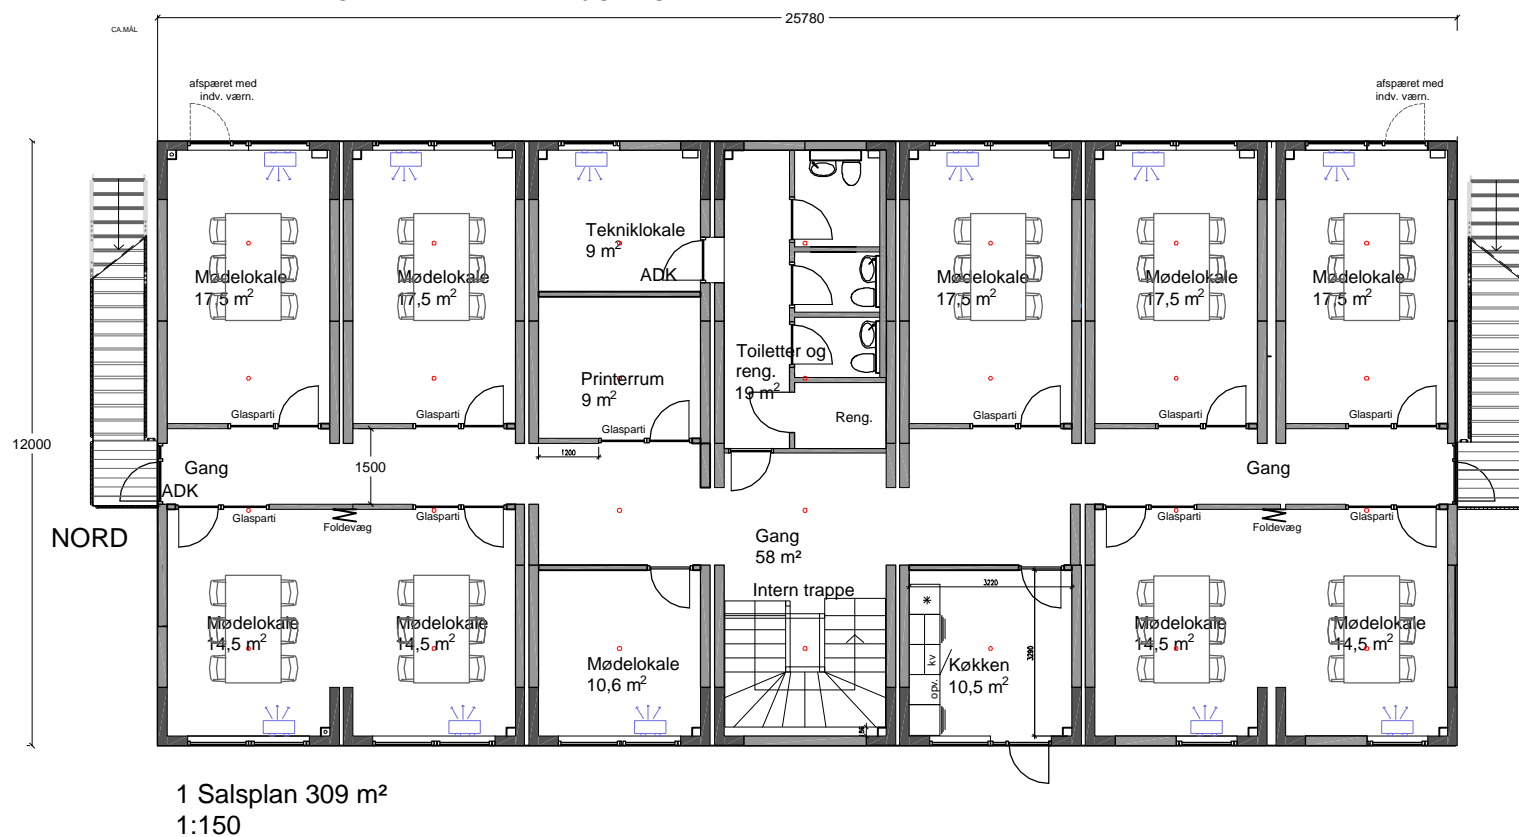 25780
CA.MÅL
afspæret med
indv. værn.
afspæret med
indv. værn.
Tekniklokale
9 m²
ADK
Mødelokale
17,5 m²
Mødelokale
17,5 m²
Mødelokale
17,5 m²
Mødelokale
17,5 m²
Mødelokale
17,5 m²
Toiletter og
reng.
19 m²
Printerrum
9 m²
Reng.
Glasparti
Glasparti
Glasparti
Glasparti
Glasparti
Glasparti
12000
1200
1500
Gang
ADK
Gang
NORD
Glasparti
Foldevæg
Glasparti
Glasparti
Foldevæg
Glasparti
Gang
58 m²
Intern trappe
3220
3290
Mødelokale
14,5 m²
Mødelokale
14,5 m²
Mødelokale
10,6 m²
kv
opv.
Køkken
10,5 m²
Mødelokale
14,5 m²
Mødelokale
14,5 m²
1 Salsplan 309 m²
1:150